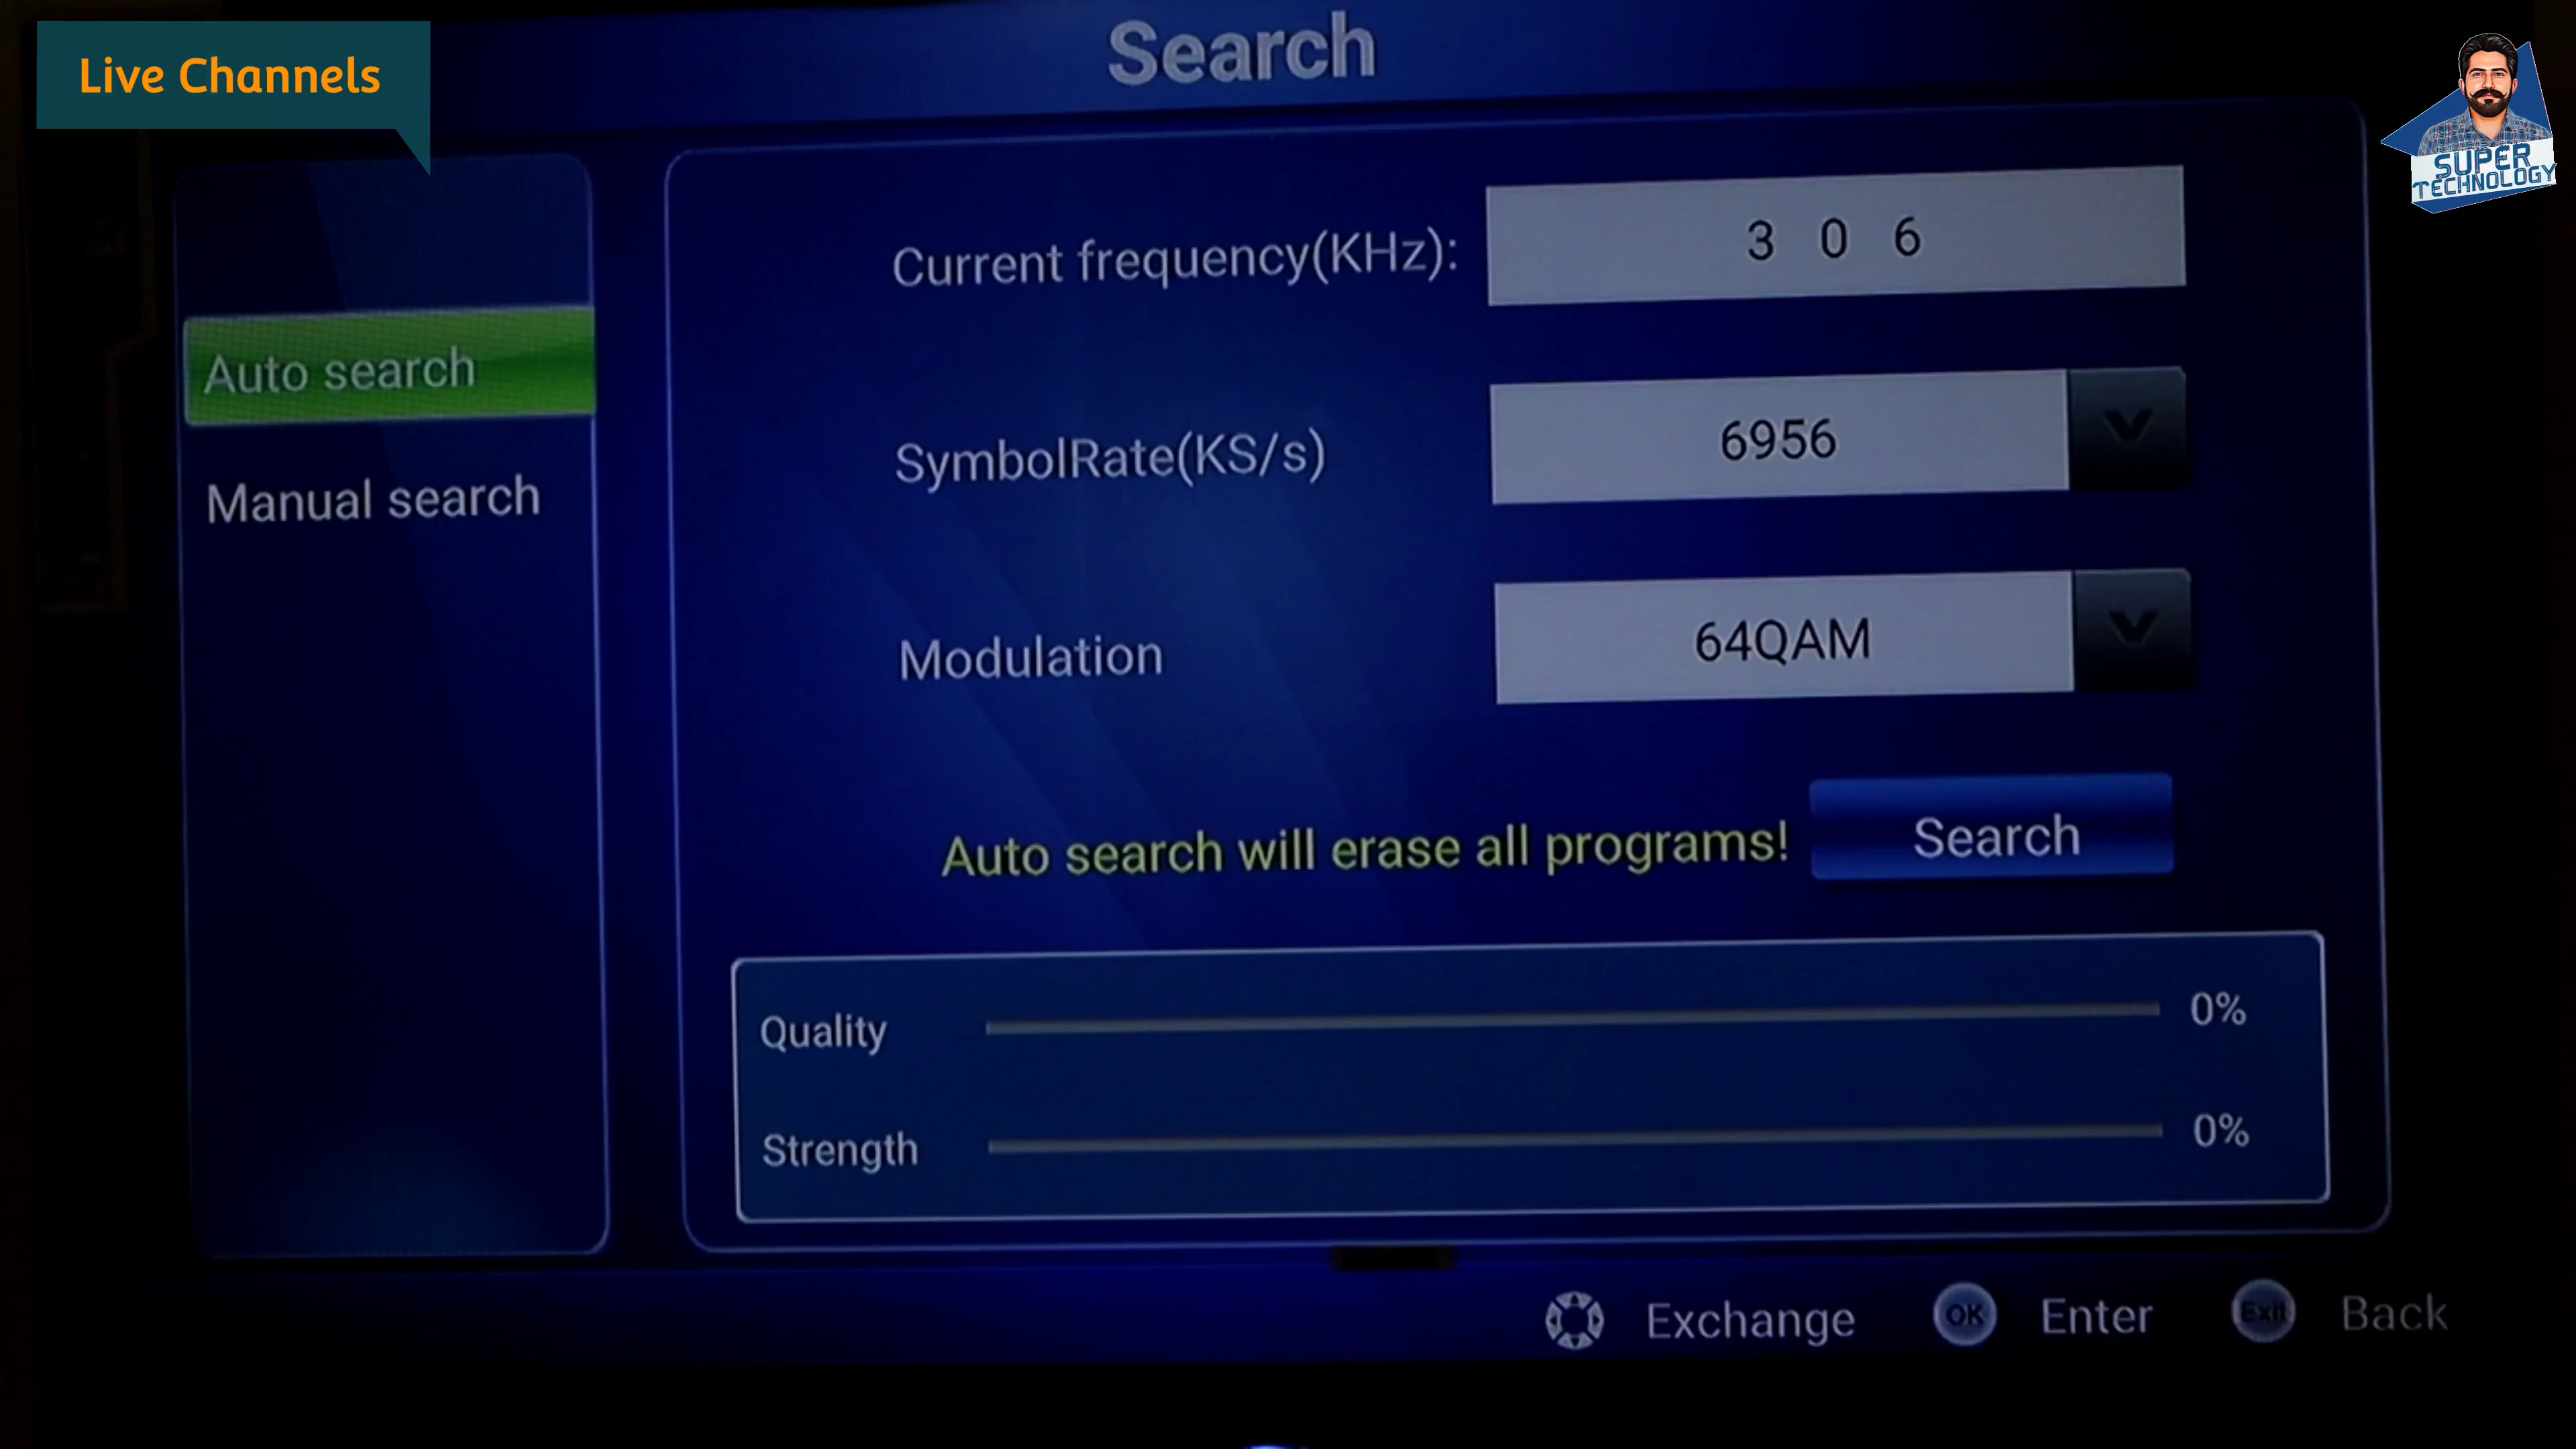 Live Channels
SUPER
TECHNOLOGY
Search
Auto search
Manual search
Current frequency(KHz): 3 0 6
SymbolRate(KS/s) 6956
Modulation 64QAM
Auto search will erase all programs! Search
Quality 0%
Strength 0%
Exchange OK Enter Exit Back